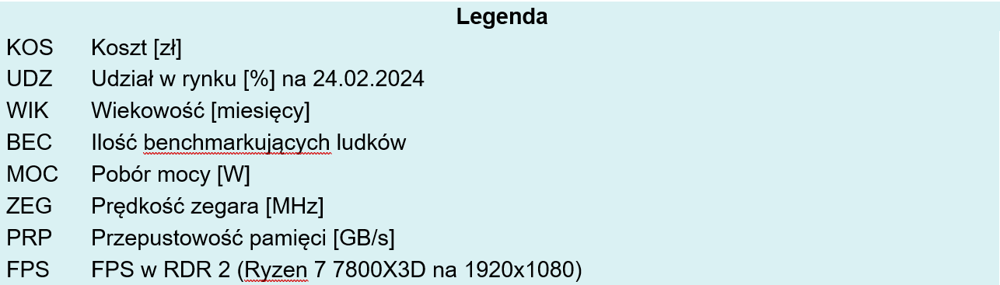 Legenda
KOS Koszt [zł]
UDZ Udział w rynku [%] na 24.02.2024
WIK Wiekowość [miesięcy]
BEC Ilość benchmarkujących ludków
MOC Pobór mocy [W]
ZEG Prędkość zegara [MHz]
PRP Przepustowość pamięci [GB/s]
FPS FPS w RDR 2 (Ryzen 7 7800X3D na 1920x1080)